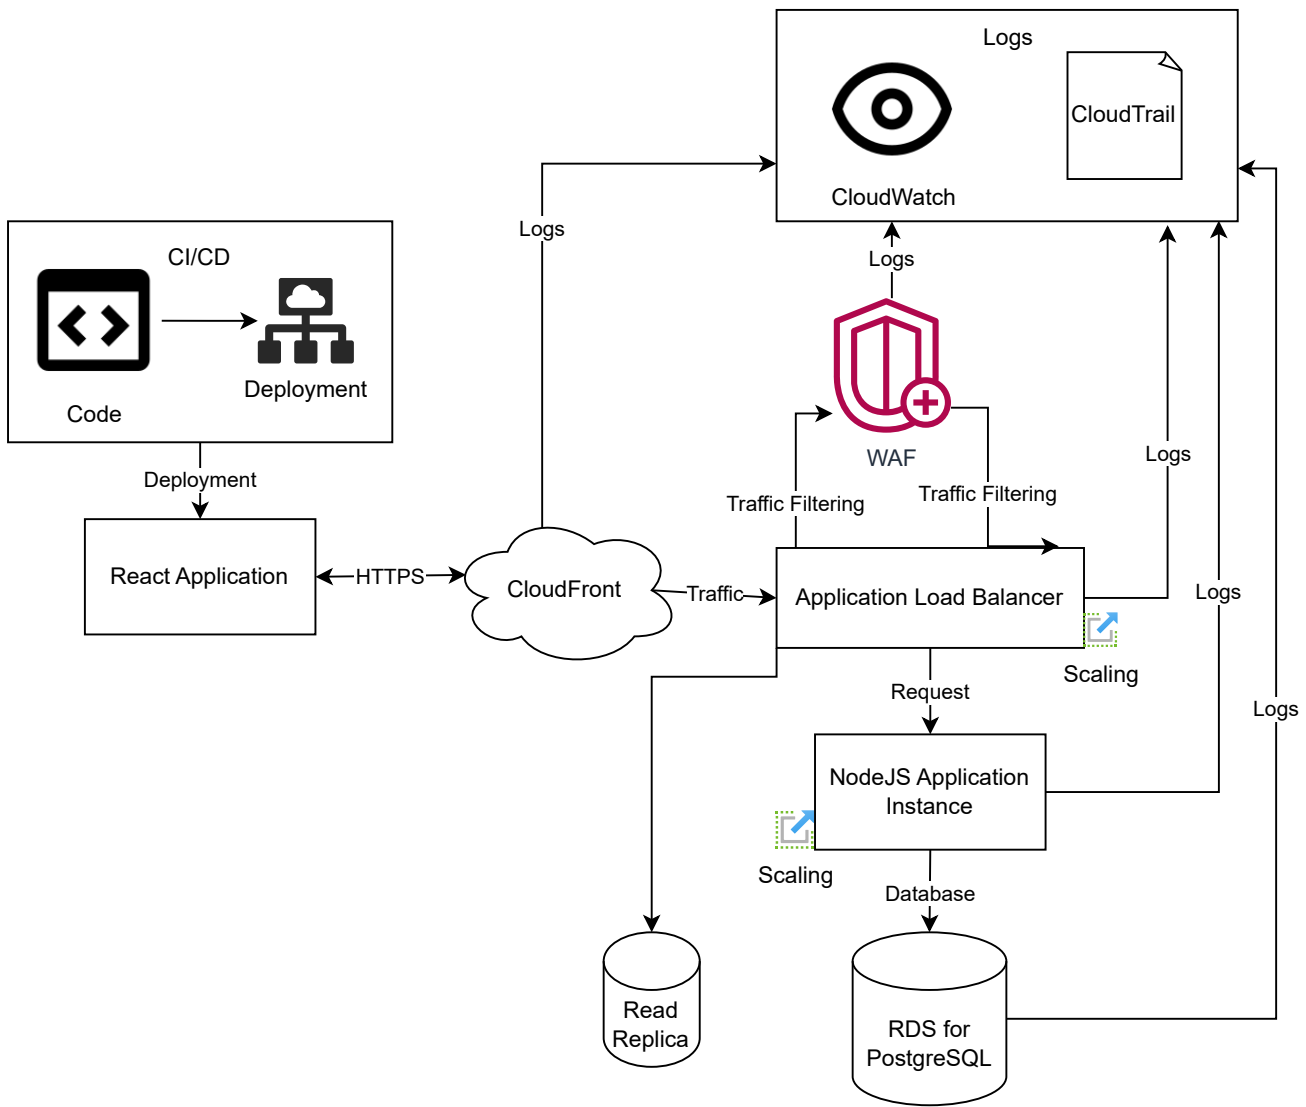 Logs
CloudTrail
CloudWatch
Logs
CI/CD
Logs
Code
Deployment
WAF
Logs
Deployment
Traffic Filtering
Traffic Filtering
React Application
HTTPS
CloudFront
Traffic
Application Load Balancer
Logs
Scaling
Request
Logs
NodeJS Application
Instance
Scaling
Database
Read
Replica
RDS for
PostgreSQL